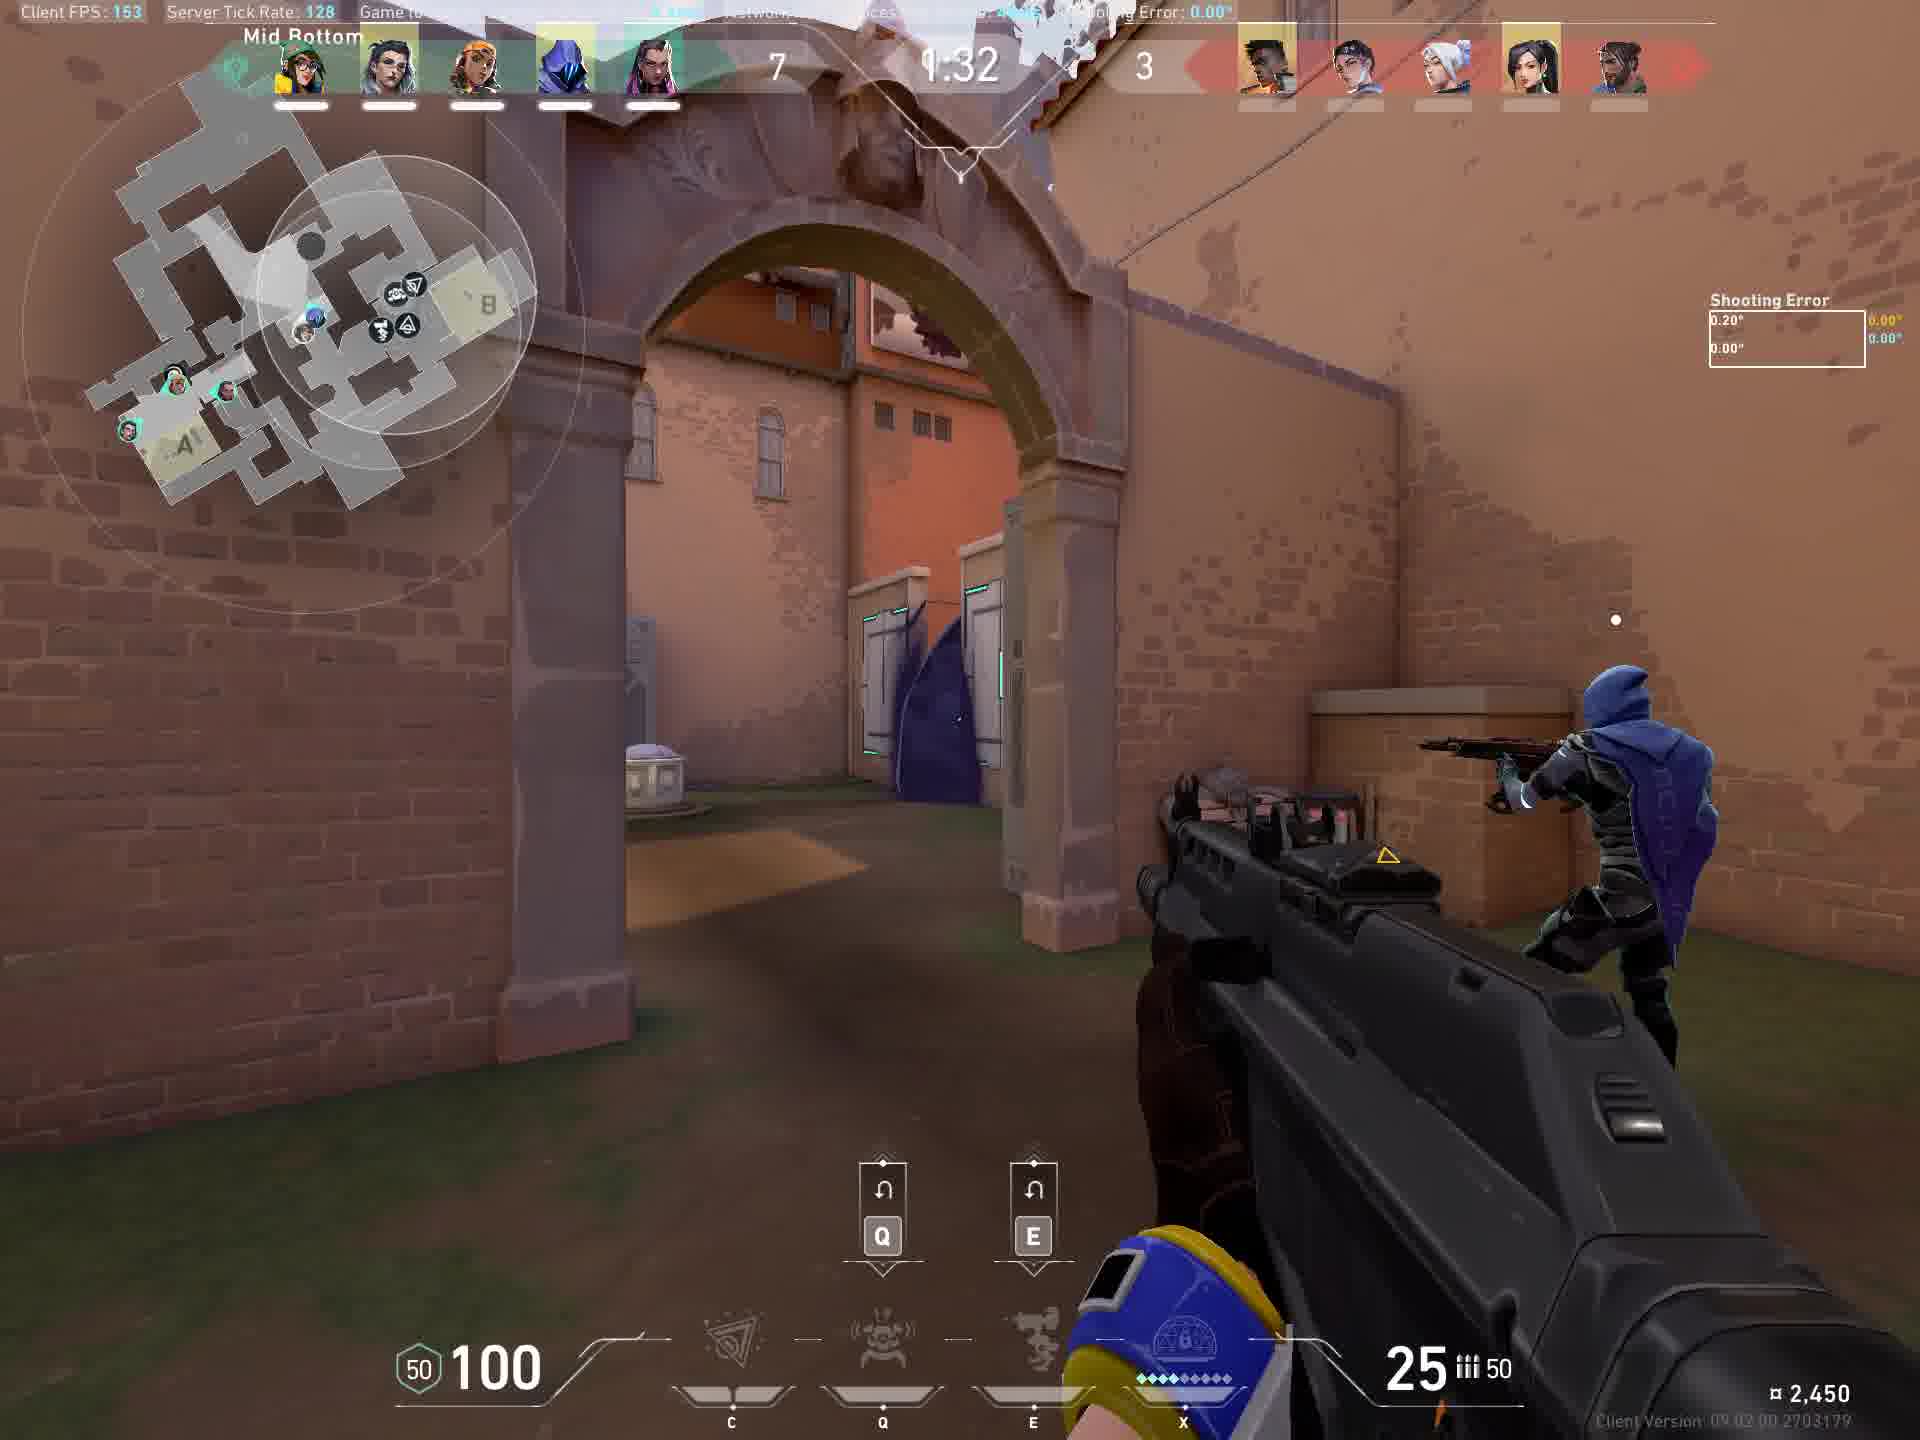 Client FPS: 153 Server Tick Rate: 128
Error: 0.00°
Mid Bottom
7 1:32 3
B
A
Shooting Error
0.20° 0.00°
0.00° 0.00°
Q E
50 100
25 50
¤ 2,450
C Q E X
Client Version: 09.02.00.2703179